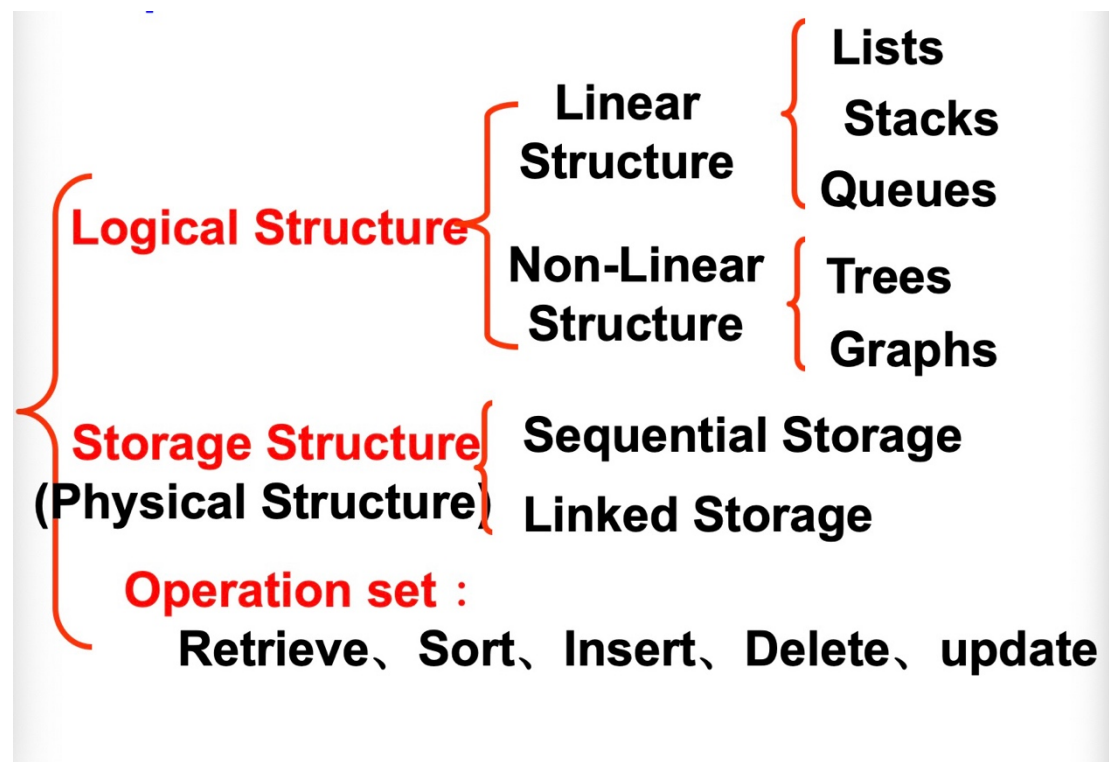 Lists
Linear
Structure
Stacks
Queues
Logical Structure
Non-Linear
Structure
Trees
Graphs
Storage Structure
(Physical Structure)
Sequential Storage
Linked Storage
Operation set：
Retrieve、Sort、Insert、Delete、update